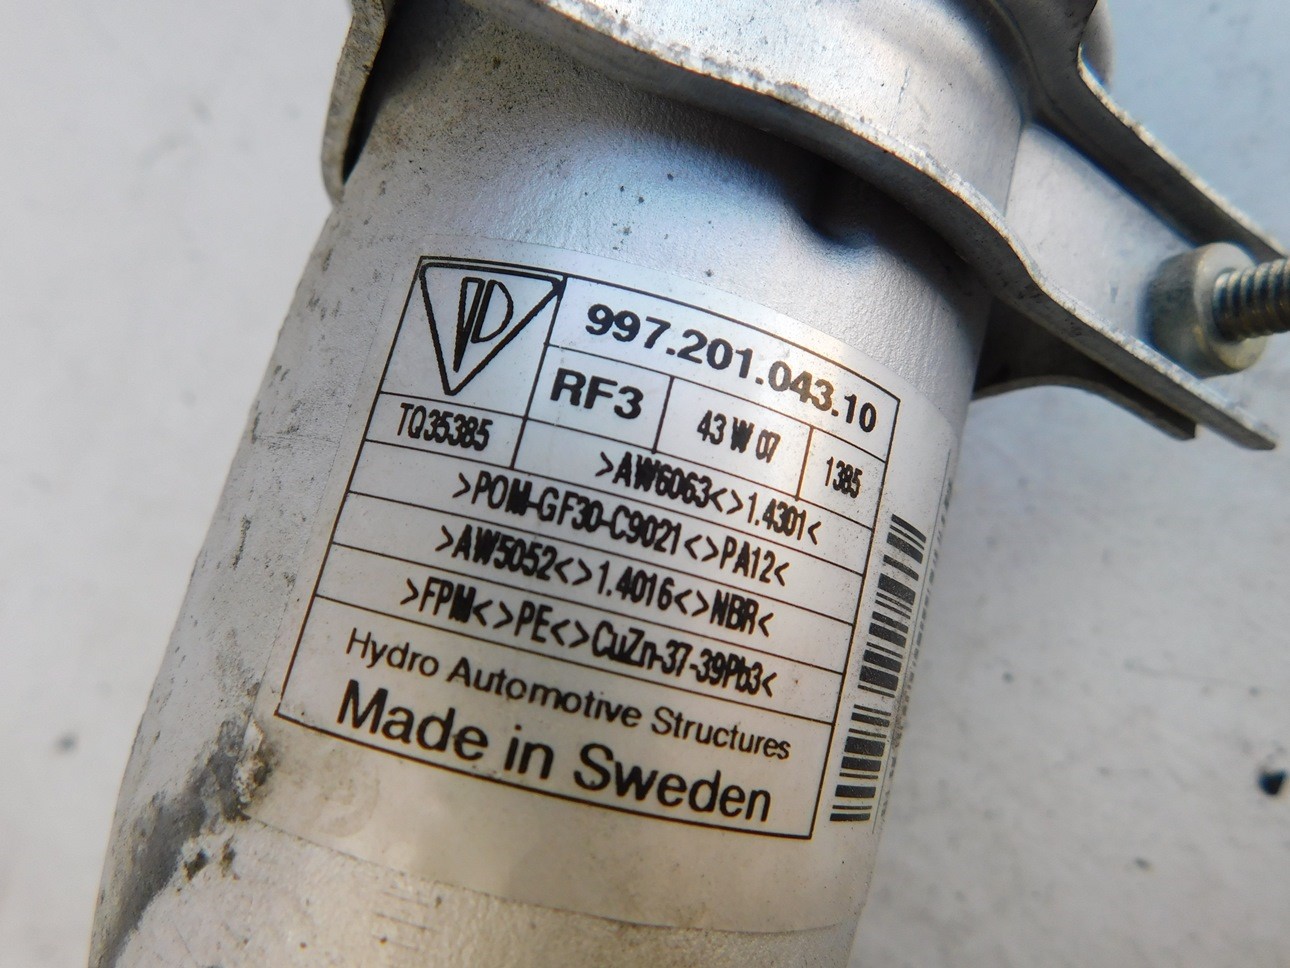 997.201.043.10
RF3
43 W 07
1385
TQ35385
>AW6063<>1.4301<
>POM-GF30-C9021<>PA12<
>AW5052<>1.4016<>NBR<
>FPM<>PE<>CuZn-37-39Pb3<
Hydro Automotive Structures
Made in Sweden